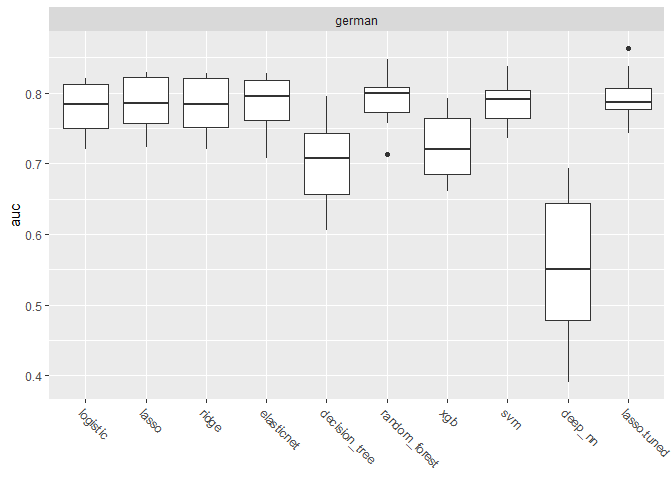 german
auc
0.8
0.7
0.6
0.5
0.4
logistic
lasso
ridge
elasticnet
decision_tree
random_forest
xgb
svm
deep_nn
lasso.tuned